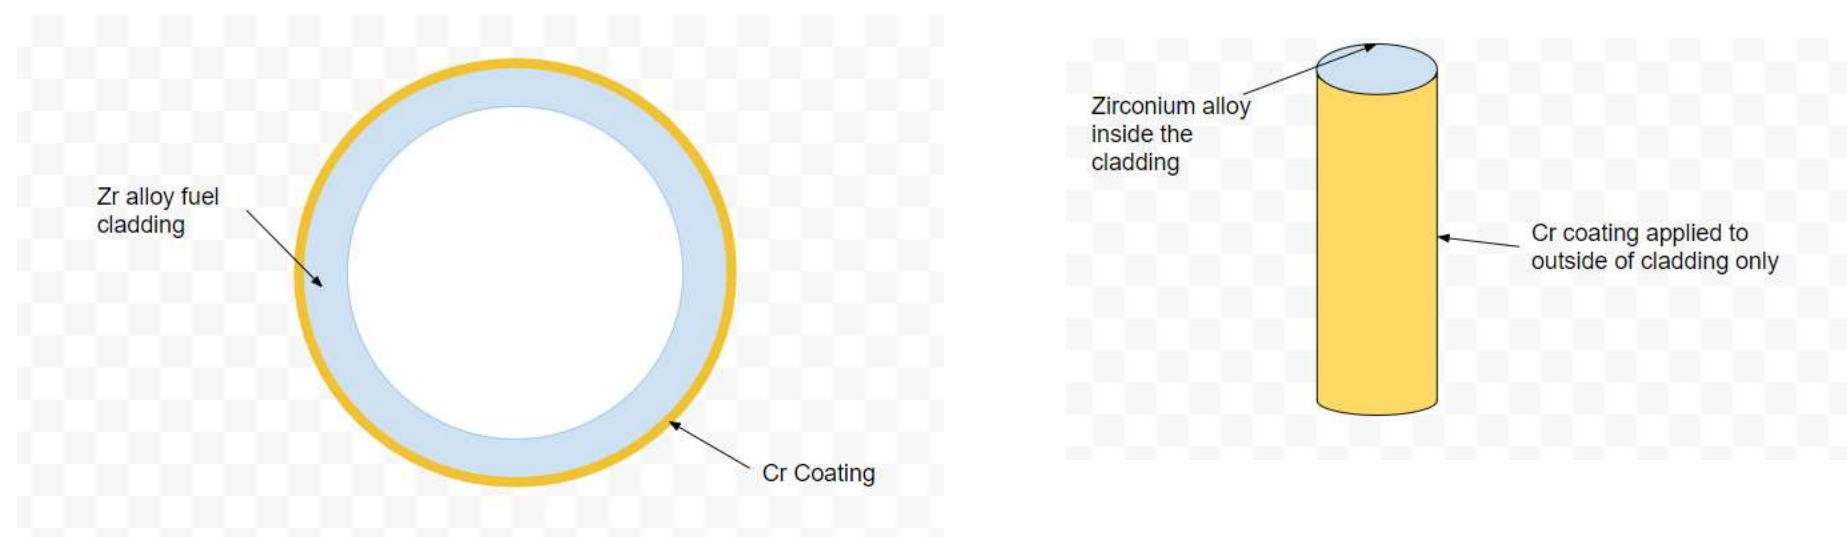 Zr alloy fuel
cladding
Cr Coating
Zirconium alloy
inside the
cladding
Cr coating applied to
outside of cladding only